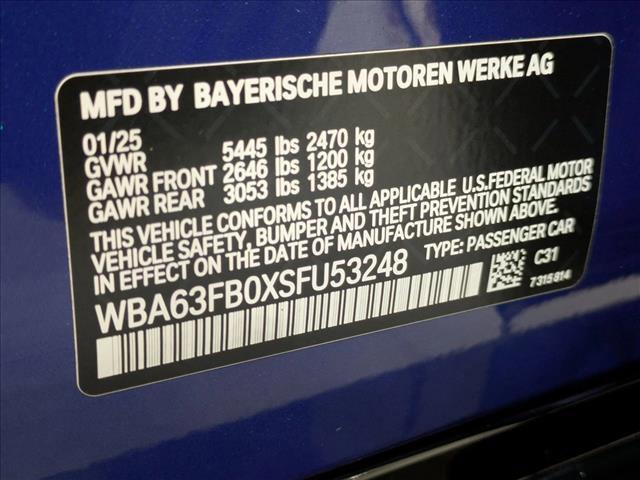 MFD BY BAYERISCHE MOTOREN WERKE AG
01/25
GVWR 5445 lbs 2470 kg
GAWR FRONT 2646 lbs 1200 kg
GAWR REAR 3053 lbs 1385 kg
THIS VEHICLE CONFORMS TO ALL APPLICABLE U.S.FEDERAL MOTOR
VEHICLE SAFETY, BUMPER AND THEFT PREVENTION STANDARDS
IN EFFECT ON THE DATE OF MANUFACTURE SHOWN ABOVE.
WBA63FB0XSFU53248 TYPE: PASSENGER CAR
C31
7315814